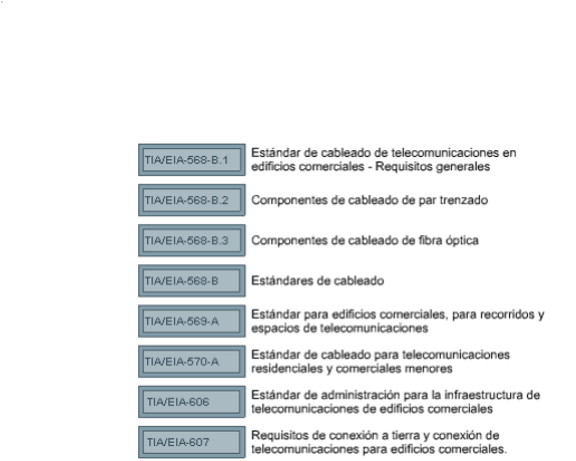 TIA/EIA-568-B.1
Estándar de cableado de telecomunicaciones en
edificios comerciales - Requisitos generales
TIA/EIA-568-B.2
Componentes de cableado de par trenzado
TIA/EIA-568-B.3
Componentes de cableado de fibra óptica
TIA/EIA-568-B
Estándares de cableado
TIA/EIA-569-A
Estándar para edificios comerciales, para recorridos y
espacios de telecomunicaciones
TIA/EIA-570-A
Estándar de cableado para telecomunicaciones
residenciales y comerciales menores
TIA/EIA-606
Estándar de administración para la infraestructura de
telecomunicaciones de edificios comerciales
TIA/EIA-607
Requisitos de conexión a tierra y conexión de
telecomunicaciones para edificios comerciales.